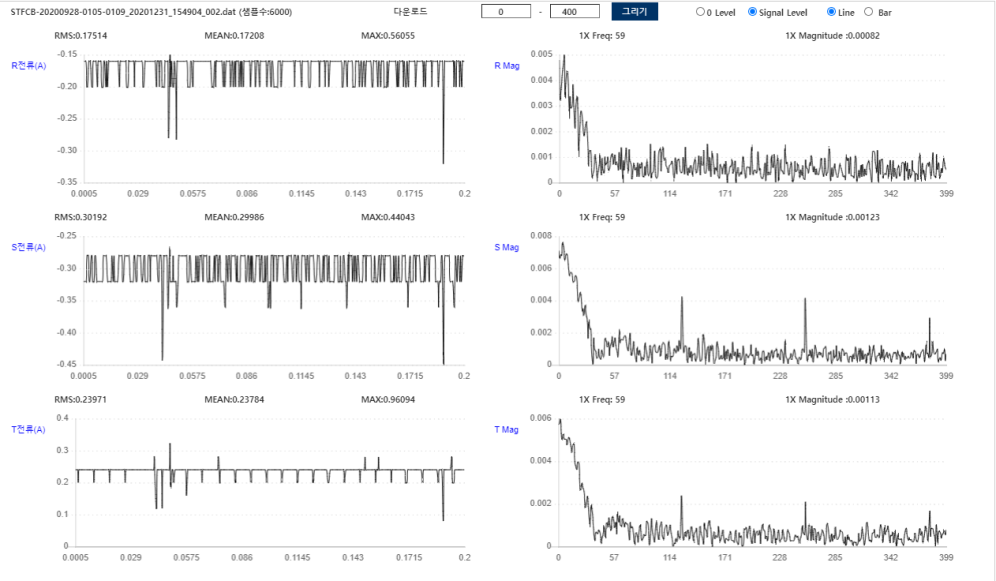 STFCB-20200928-0105-0109_20201231_154904_002.dat (샘플수:6000) 다운로드 0 - 400 그리기 0 Level Signal Level Line Bar
RMS:0.17514 MEAN:0.17208 MAX:0.56055 1X Freq: 59 1X Magnitude :0.00082
R전류(A)
-0.15
-0.20
-0.25
-0.30
-0.35
0.0005 0.029 0.0575 0.086 0.1145 0.143 0.1715 0.2
R Mag
0.005
0.004
0.003
0.002
0.001
0
0 57 114 171 228 285 342 399
RMS:0.30192 MEAN:0.29986 MAX:0.44043 1X Freq: 59 1X Magnitude :0.00123
S전류(A)
-0.25
-0.30
-0.35
-0.40
-0.45
0.0005 0.029 0.0575 0.086 0.1145 0.143 0.1715 0.2
S Mag
0.008
0.006
0.004
0.002
0
0 57 114 171 228 285 342 399
RMS:0.23971 MEAN:0.23784 MAX:0.96094 1X Freq: 59 1X Magnitude :0.00113
T전류(A)
0.4
0.3
0.2
0.1
0
0.0005 0.029 0.0575 0.086 0.1145 0.143 0.1715 0.2
T Mag
0.006
0.004
0.002
0
0 57 114 171 228 285 342 399